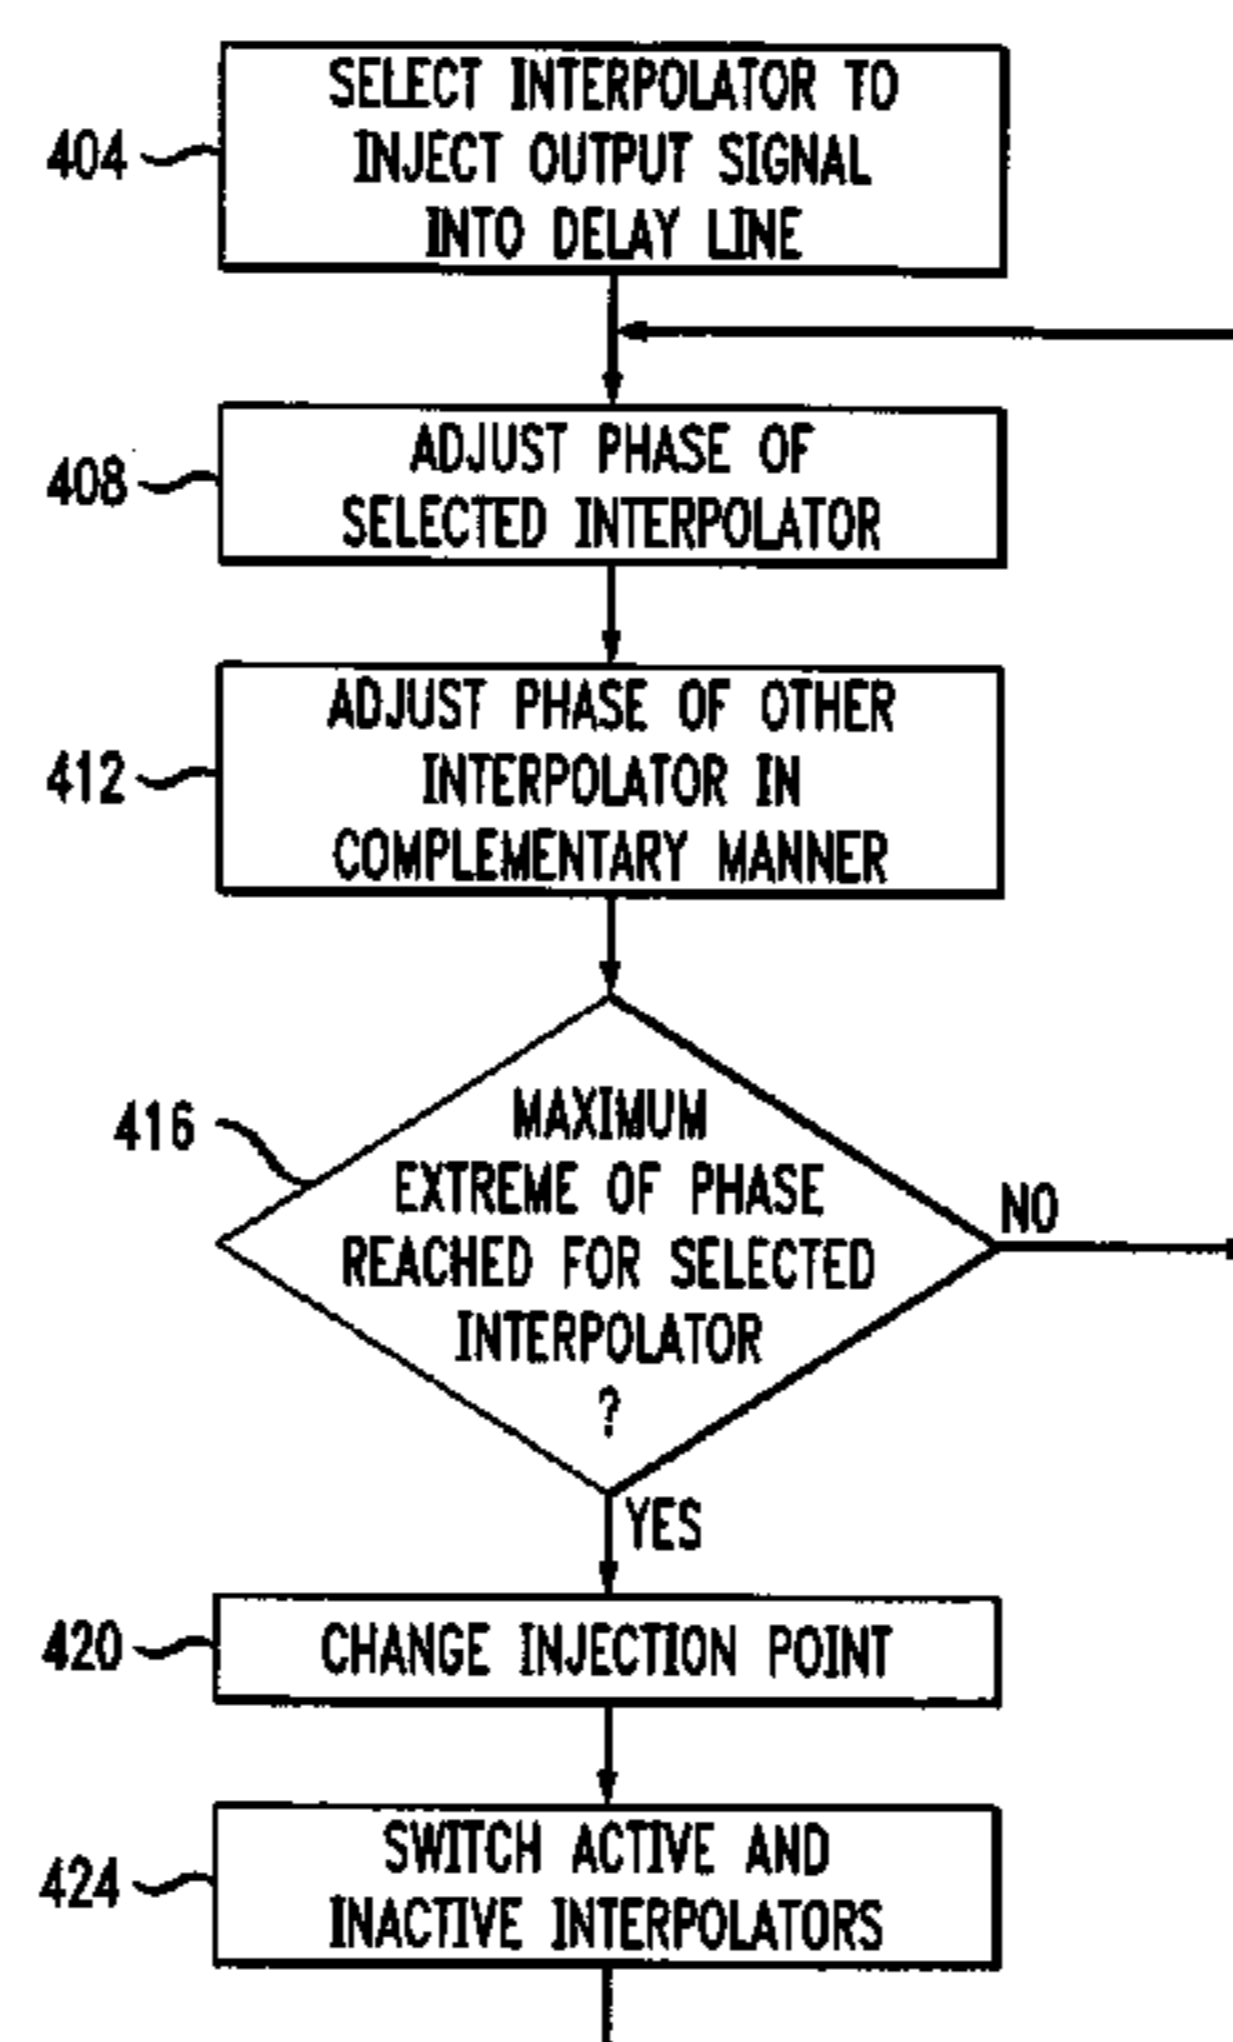 404
SELECT INTERPOLATOR TO
INJECT OUTPUT SIGNAL
INTO DELAY LINE
408
ADJUST PHASE OF
SELECTED INTERPOLATOR
412
ADJUST PHASE OF OTHER
INTERPOLATOR IN
COMPLEMENTARY MANNER
416
MAXIMUM
EXTREME OF PHASE
REACHED FOR SELECTED
INTERPOLATOR
?
NO
YES
420
CHANGE INJECTION POINT
424
SWITCH ACTIVE AND
INACTIVE INTERPOLATORS